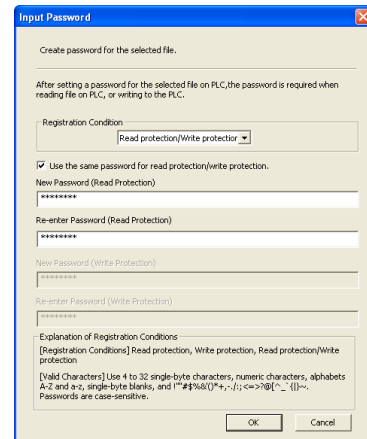 Input Password
Create password for the selected file.
After setting a password for the selected file on PLC,the password is required when
reading file on PLC, or writing to the PLC.
Registration Condition
Read protection/Write protection
Use the same password for read protection/write protection.
New Password (Read Protection)
********
Re-enter Password (Read Protection)
********
New Password (Write Protection)
********
Re-enter Password (Write Protection)
********
Explanation of Registration Conditions
[Registration Conditions] Read protection, Write protection, Read protection/Write
protection
[Valid Characters] Use 4 to 32 single-byte characters, numeric characters, alphabets
A-Z and a-z, single-byte blanks, and !"#$%&'()*+,-./:;<=>?@[^_`{|}~.
Passwords are case-sensitive.
OK
Cancel